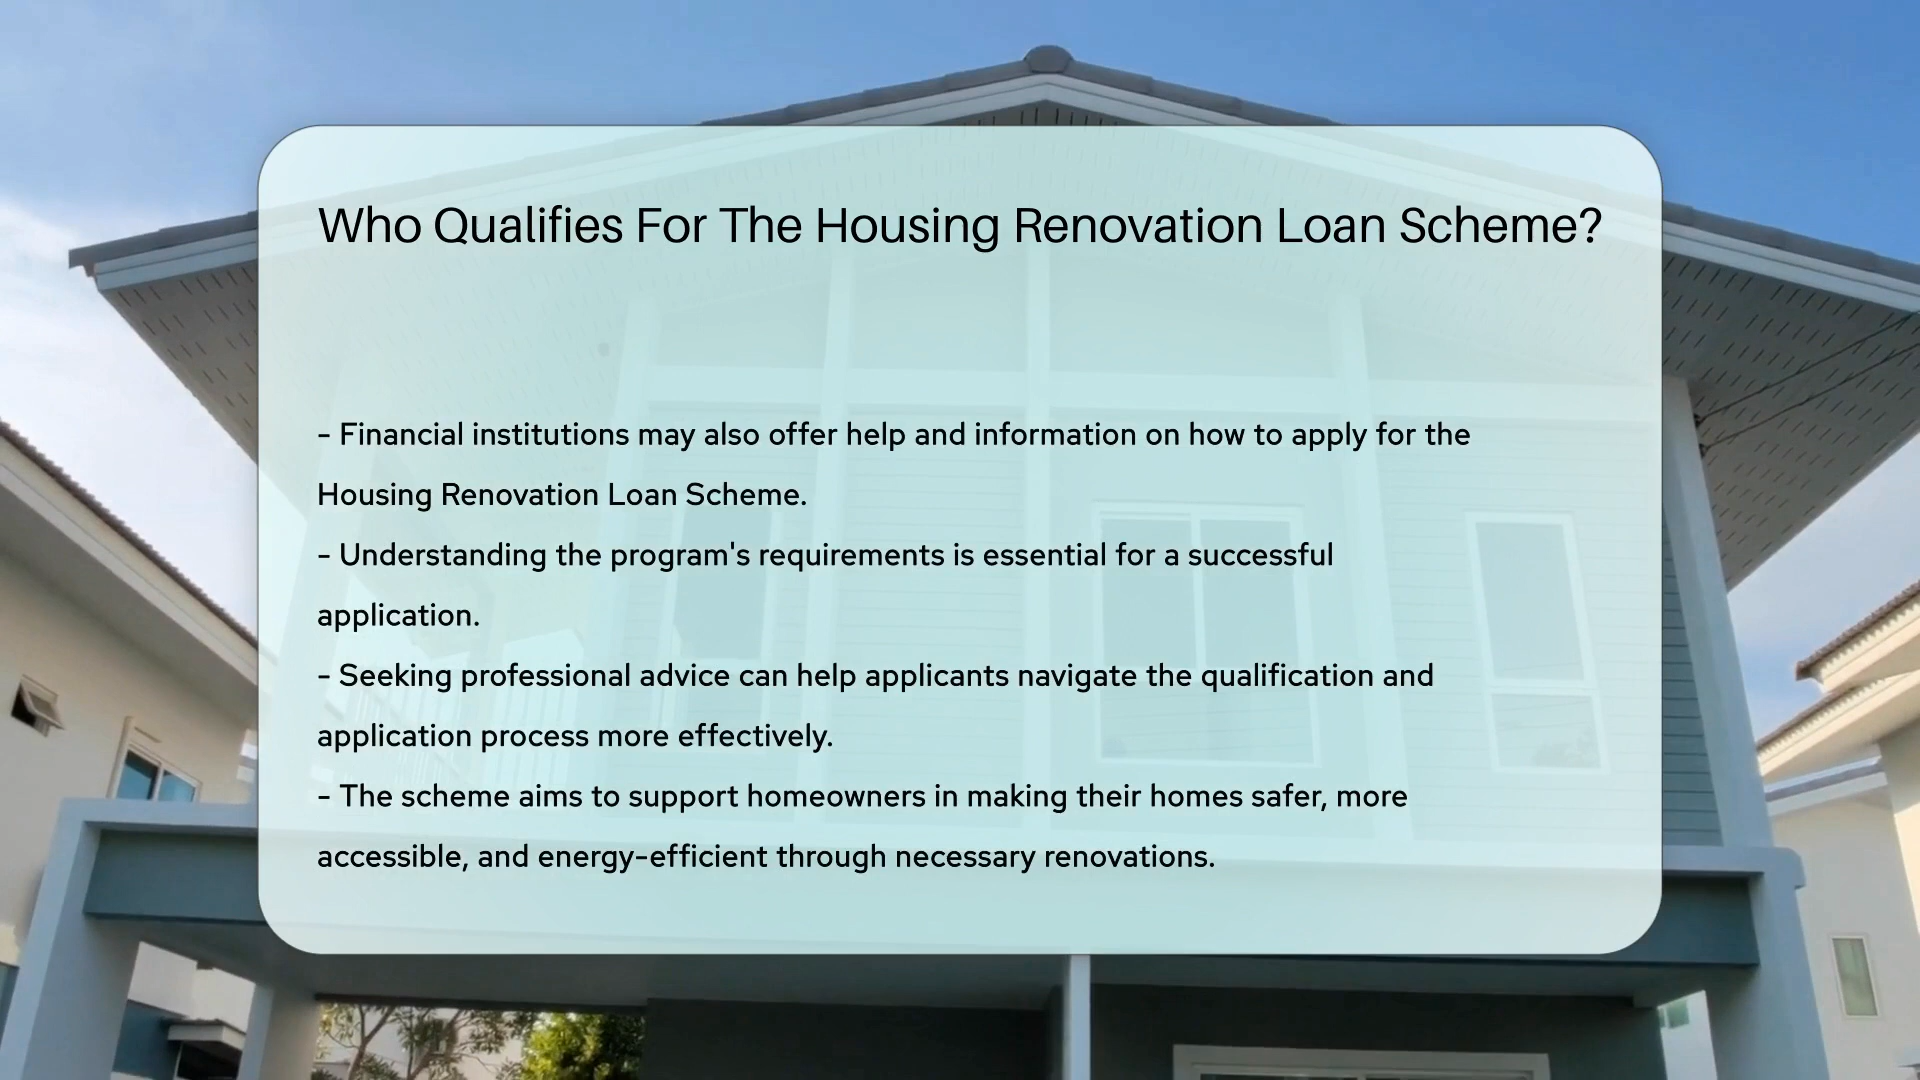 Who Qualifies For The Housing Renovation Loan Scheme?
- Financial institutions may also offer help and information on how to apply for the
Housing Renovation Loan Scheme.
- Understanding the program's requirements is essential for a successful
application.
- Seeking professional advice can help applicants navigate the qualification and
application process more effectively.
- The scheme aims to support homeowners in making their homes safer, more
accessible, and energy-efficient through necessary renovations.